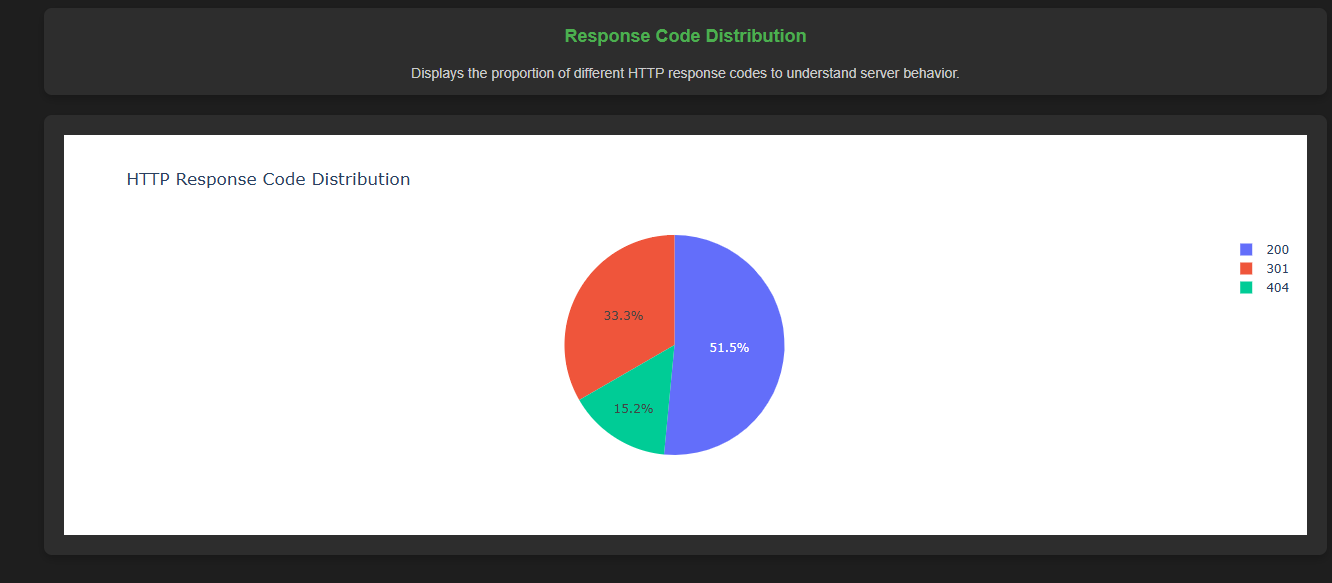 Response Code Distribution
Displays the proportion of different HTTP response codes to understand server behavior.
HTTP Response Code Distribution
200
301
404
33.3%
51.5%
15.2%